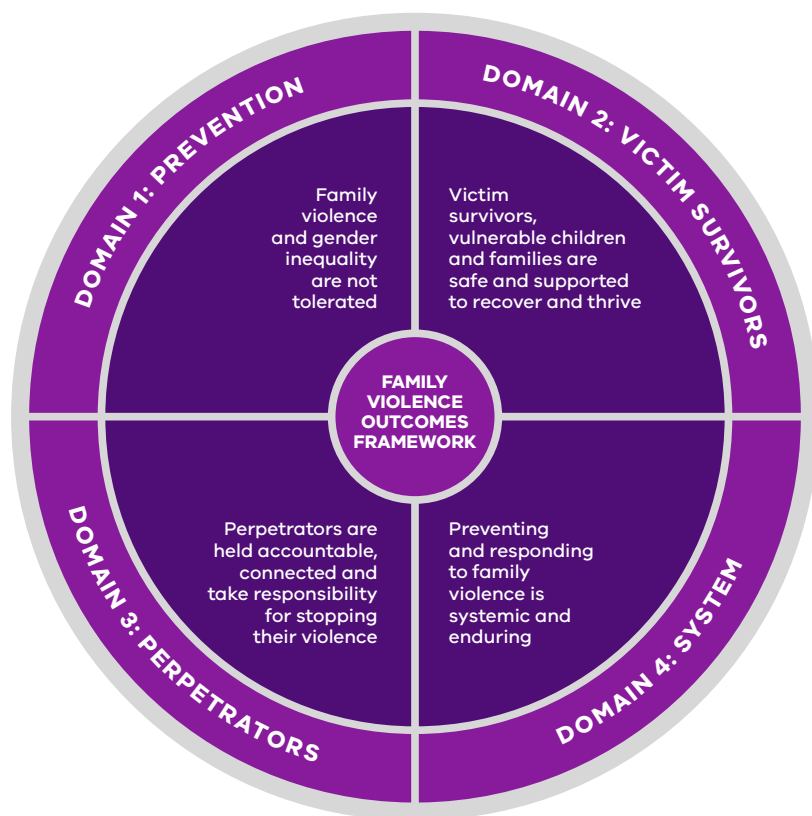 DOMAIN 1: PREVENTION
Family
violence
and gender
inequality
are not
tolerated
DOMAIN 2: VICTIM SURVIVORS
Victim
survivors,
vulnerable children
and families are
safe and supported
to recover and thrive
FAMILY
VIOLENCE
OUTCOMES
FRAMEWORK
DOMAIN 3: PERPETRATORS
Perpetrators are
held accountable,
connected and
take responsibility
for stopping
their violence
DOMAIN 4: SYSTEM
Preventing
and responding
to family
violence is
systemic and
enduring